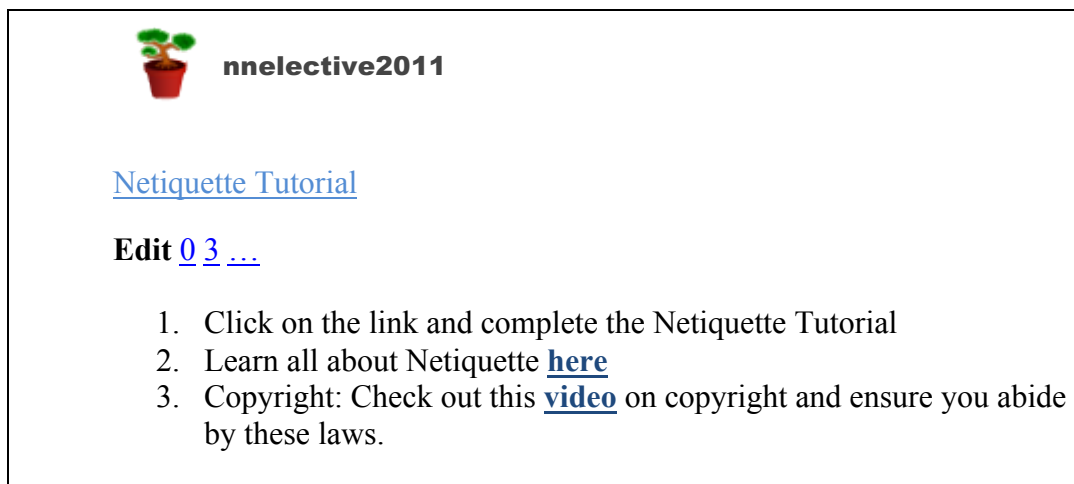 nnelective2011
Netiquette Tutorial
Edit 0 3 …
1. Click on the link and complete the Netiquette Tutorial
2. Learn all about Netiquette here
3. Copyright: Check out this video on copyright and ensure you abide
by these laws.